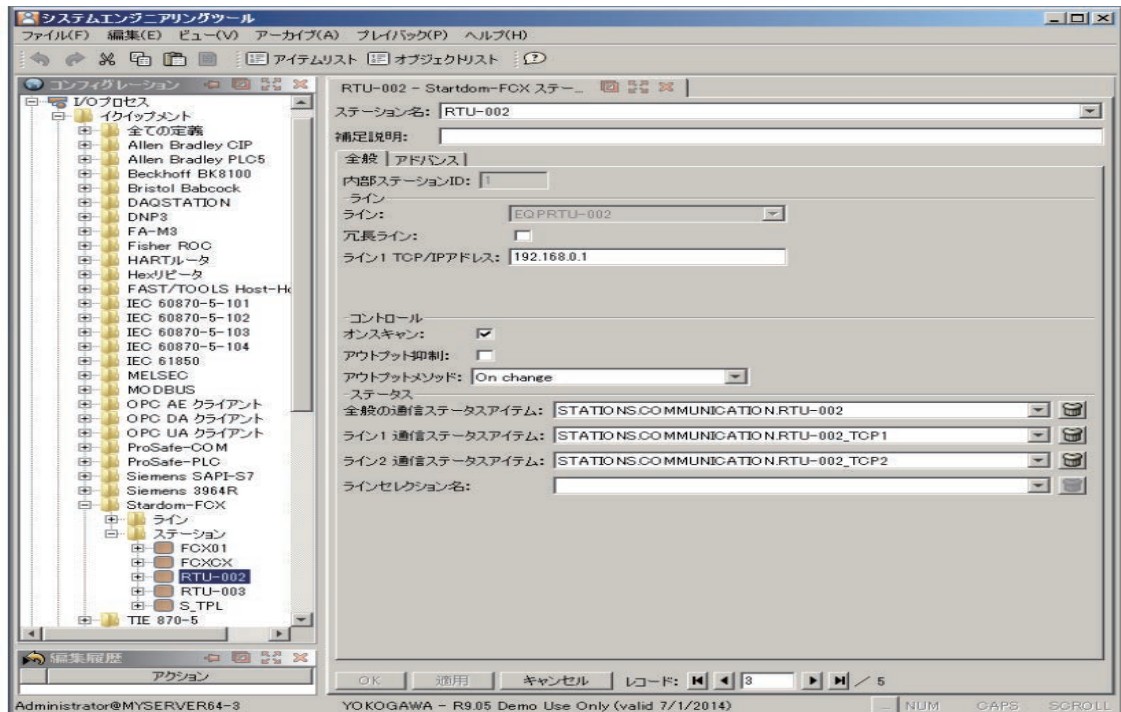 システムエンジニアリングツール
ファイル(F) 編集(E) ビュー(V) アーカイブ(A) プレイバック(P) ヘルプ(H)
アイテムリスト オブジェクトリスト
コンフィグレーション
I/Oプロセス
イクイップメント
全ての定義
Allen Bradley CIP
Allen Bradley PLC5
Beckhoff BK8100
Bristol Babcock
DAQSTATION
DNP3
FA-M3
Fisher ROC
HARTルータ
Hexリピータ
FAST/TOOLS Host-Ho
IEC 60870-5-101
IEC 60870-5-102
IEC 60870-5-103
IEC 60870-5-104
IEC 61850
MELSEC
MODBUS
OPC AE クライアント
OPC DA クライアント
OPC UA クライアント
ProSafe-COM
ProSafe-PLC
Siemens SAPI-S7
Siemens 3964R
Stardom-FCX
ライン
ステーション
FCX01
FCXCX
RTU-002
RTU-003
S_TPL
TIE 870-5
編集履歴
アクション
RTU-002 - Startdom-FCX ステー...
ステーション名: RTU-002
補足説明:
全般 アドバンス
内部ステーションID: 1
ライン
ライン: EQPRTU-002
冗長ライン:
ライン1 TCP/IPアドレス: 192.168.0.1
コントロール
オンスキャン:
アウトプット抑制:
アウトプットメソッド: On change
ステータス
全般の通信ステータスアイテム: STATIONS.COMMUNICATION.RTU-002
ライン1 通信ステータスアイテム: STATIONS.COMMUNICATION.RTU-002_TCP1
ライン2 通信ステータスアイテム: STATIONS.COMMUNICATION.RTU-002_TCP2
ラインセレクション名:
OK 適用 キャンセル レコード: 3 / 5
Administrator@MYSERVER64-3 YOKOGAWA - R9.05 Demo Use Only (valid 7/1/2014) ... NUM CAPS SCROLL